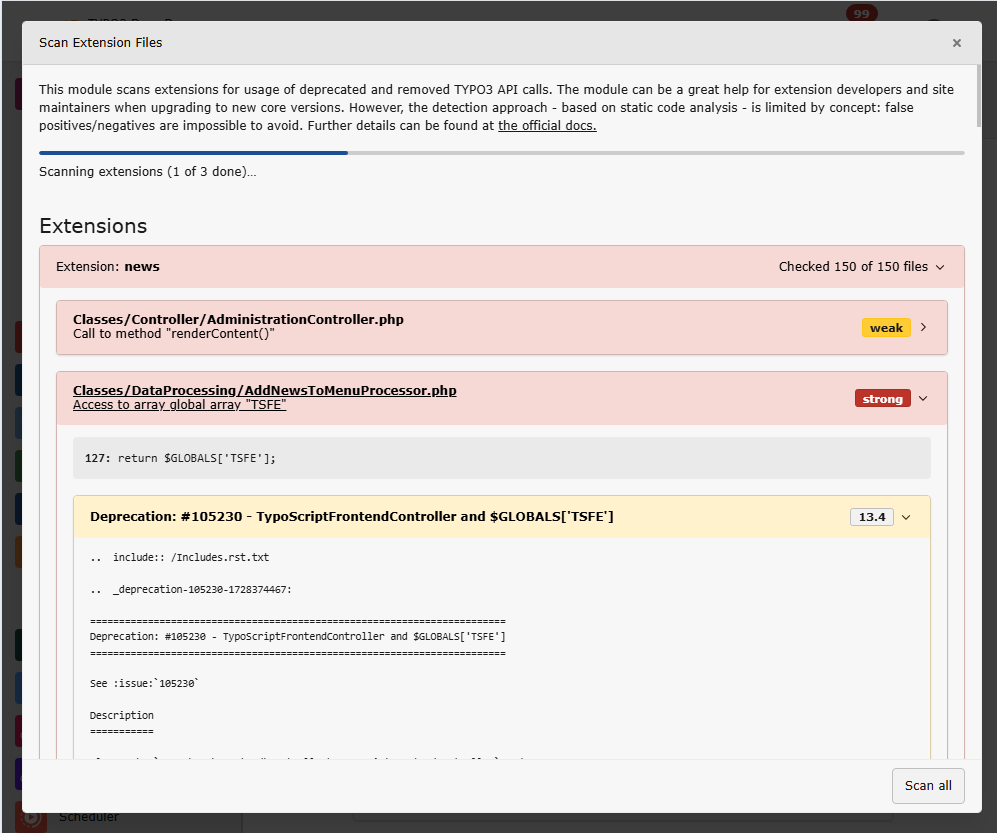 99
Scan Extension Files
×
This module scans extensions for usage of deprecated and removed TYPO3 API calls. The module can be a great help for extension developers and site
maintainers when upgrading to new core versions. However, the detection approach - based on static code analysis - is limited by concept: false
positives/negatives are impossible to avoid. Further details can be found at the official docs.
Scanning extensions (1 of 3 done)...
Extensions
Extension: news Checked 150 of 150 files
Classes/Controller/AdministrationController.php
Call to method "renderContent()" weak
Classes/DataProcessing/AddNewsToMenuProcessor.php
Access to array global array "TSFE" strong
127: return $GLOBALS['TSFE'];
Deprecation: #105230 - TypoScriptFrontendController and $GLOBALS['TSFE'] 13.4
.. include:: /Includes.rst.txt
.. _deprecation-105230-1728374467:
========================================================================
Deprecation: #105230 - TypoScriptFrontendController and $GLOBALS['TSFE']
========================================================================
See :issue:`105230`
Description
===========
Scan all
Scheduler